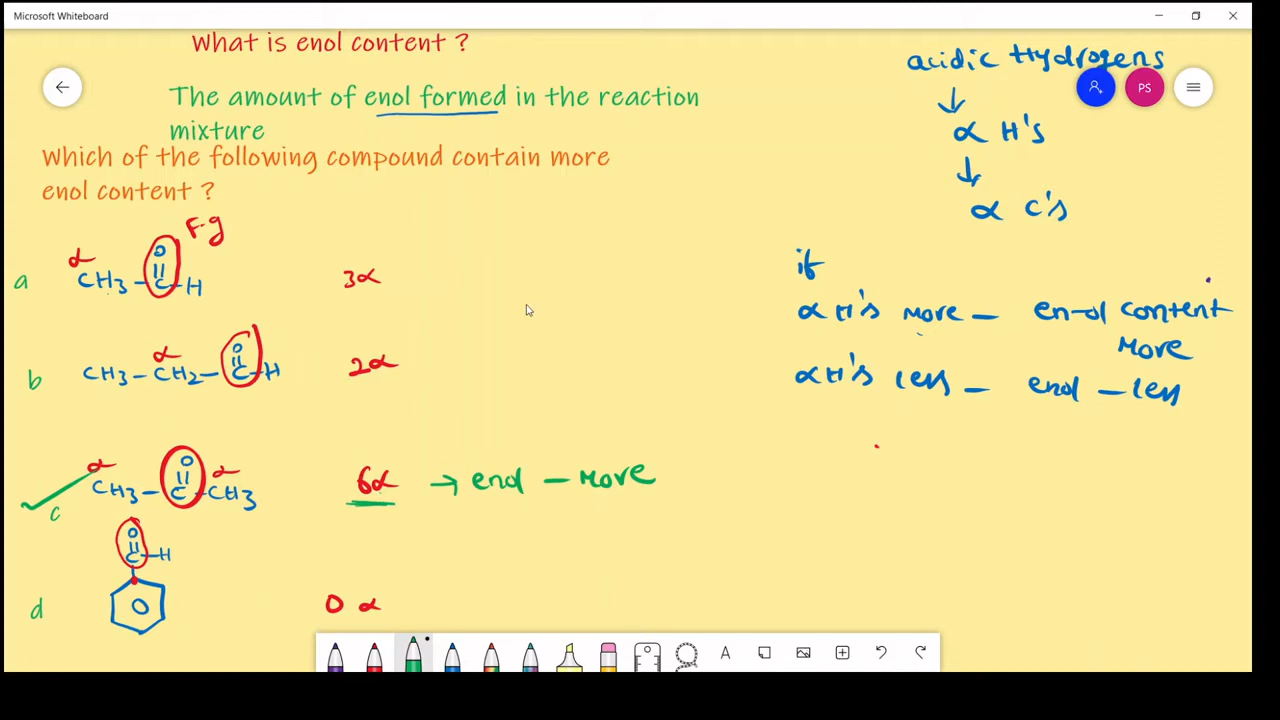 Microsoft Whiteboard
What is enol content ?
The amount of enol formed in the reaction
mixture
Which of the following compound contain more
enol content ?
F.g
a
α
O
CH3 - C - H
3α
b
α
O
CH3 - CH2 - C - H
2α
c
α O α
CH3 - C - CH3
6α → enol - more
d
O
C - H
0 α
acidic Hydrogens
α H's
α C's
if
α H's more - en-ol content
more
α H's less - enol - less
PS
A